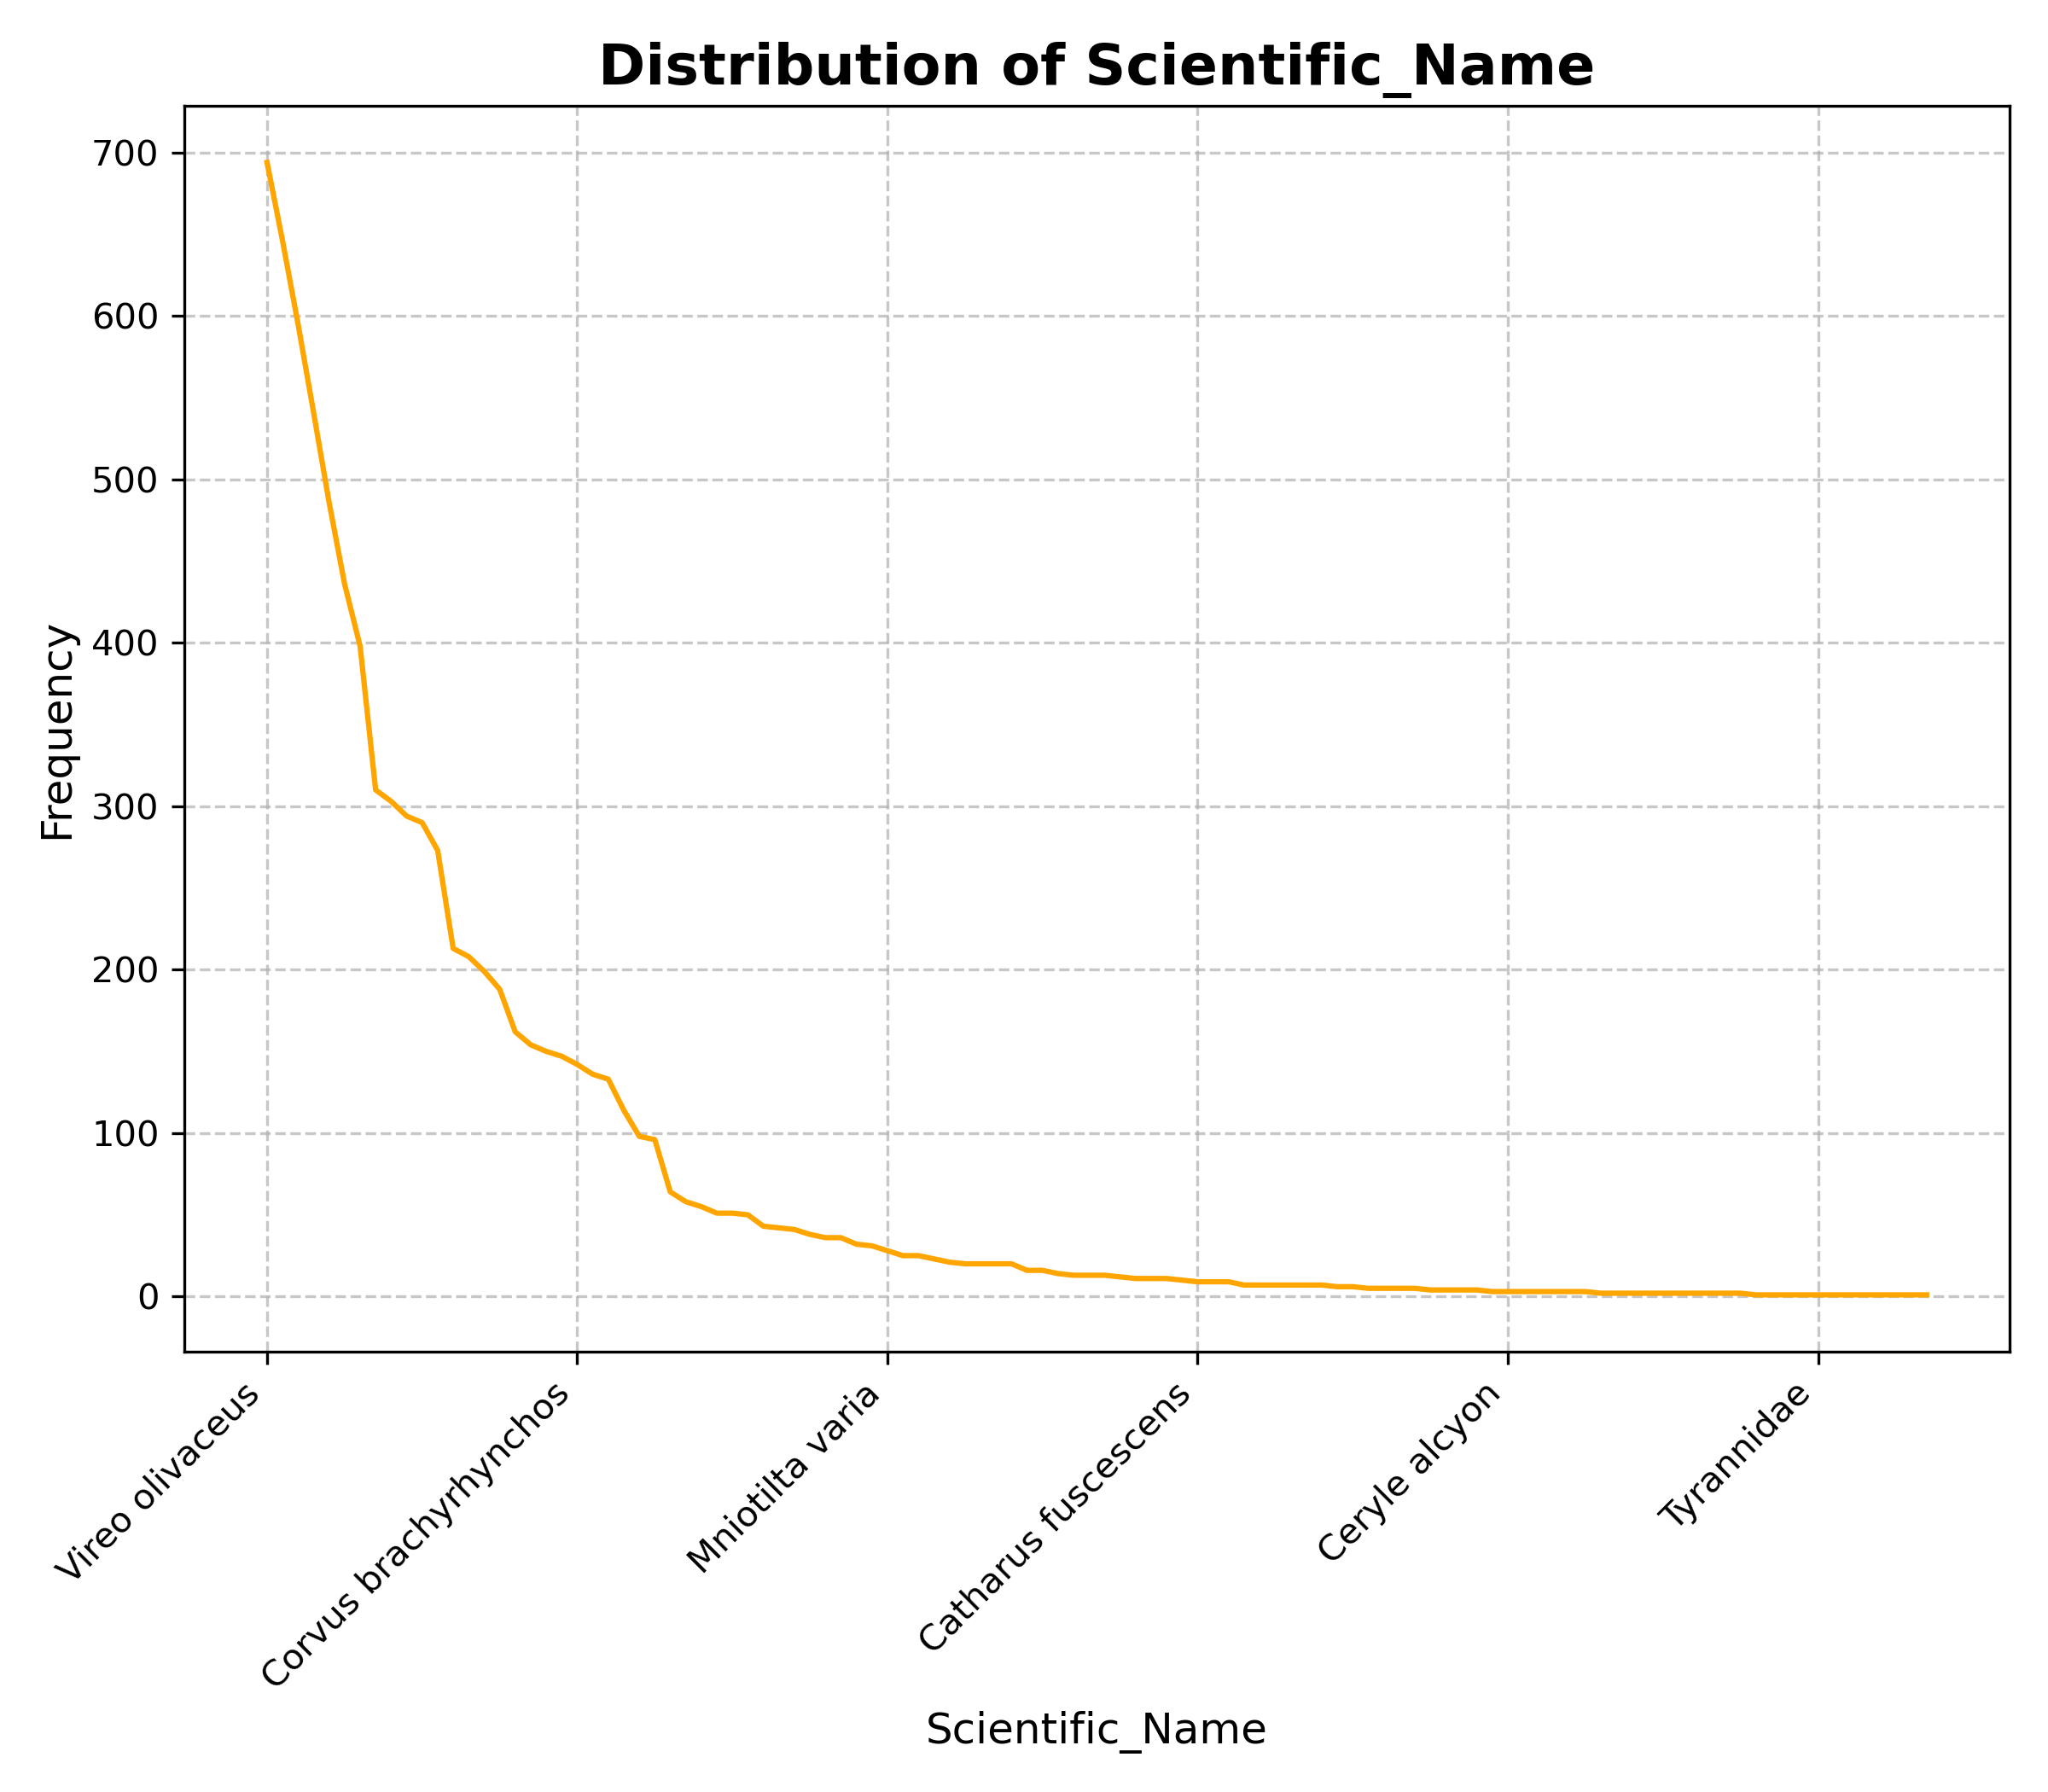 Distribution of Scientific_Name
Frequency
700
600
500
400
300
200
100
0
Vireo olivaceus
Corvus brachyrhynchos
Mniotilta varia
Catharus fuscescens
Ceryle alcyon
Tyrannidae
Scientific_Name